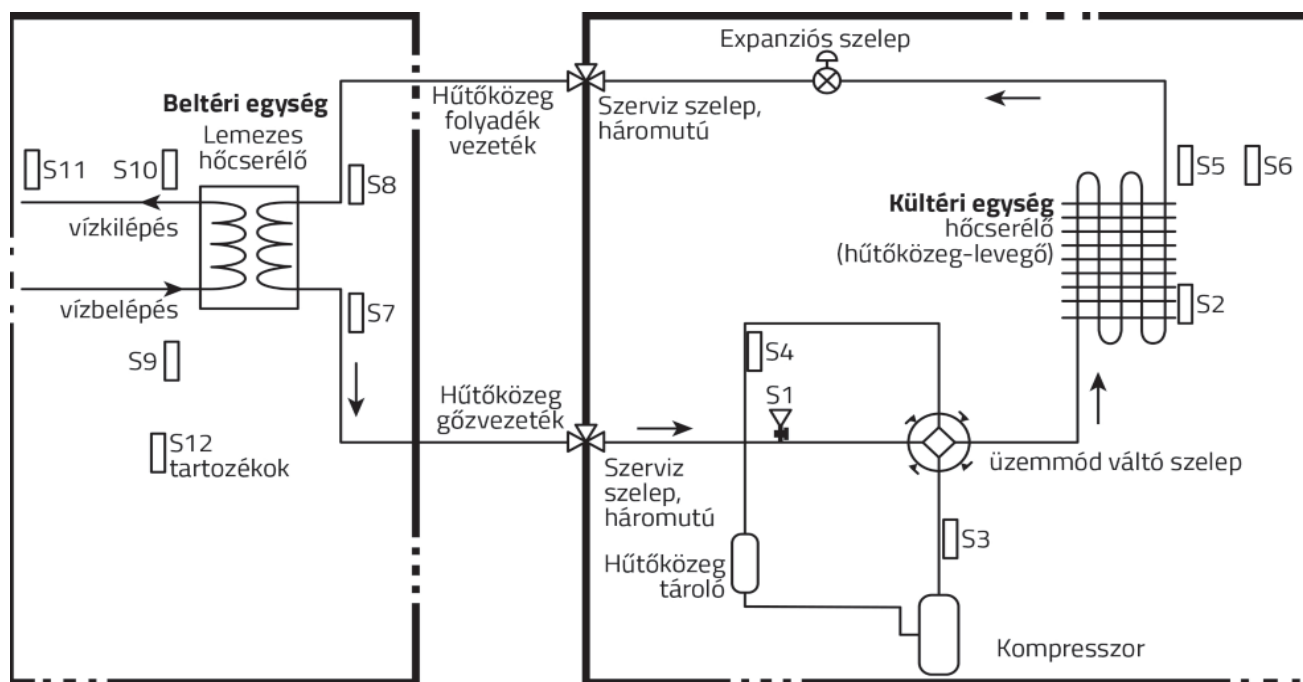 Expanziós szelep
Beltéri egység
Lemezes
hőcserélő
S11
S10
S8
vízkilépés
vízbelépés
S7
S9
S12
tartozékok
Hűtőközeg
folyadék
vezeték
Szerviz szelep,
háromutú
Hűtőközeg
gőzvezeték
Szerviz
szelep,
háromutú
S5
S6
Kültéri egység
hőcserélő
(hűtőközeg-levegő)
S2
S4
S1
üzemmód váltó szelep
S3
Hűtőközeg
tároló
Kompresszor